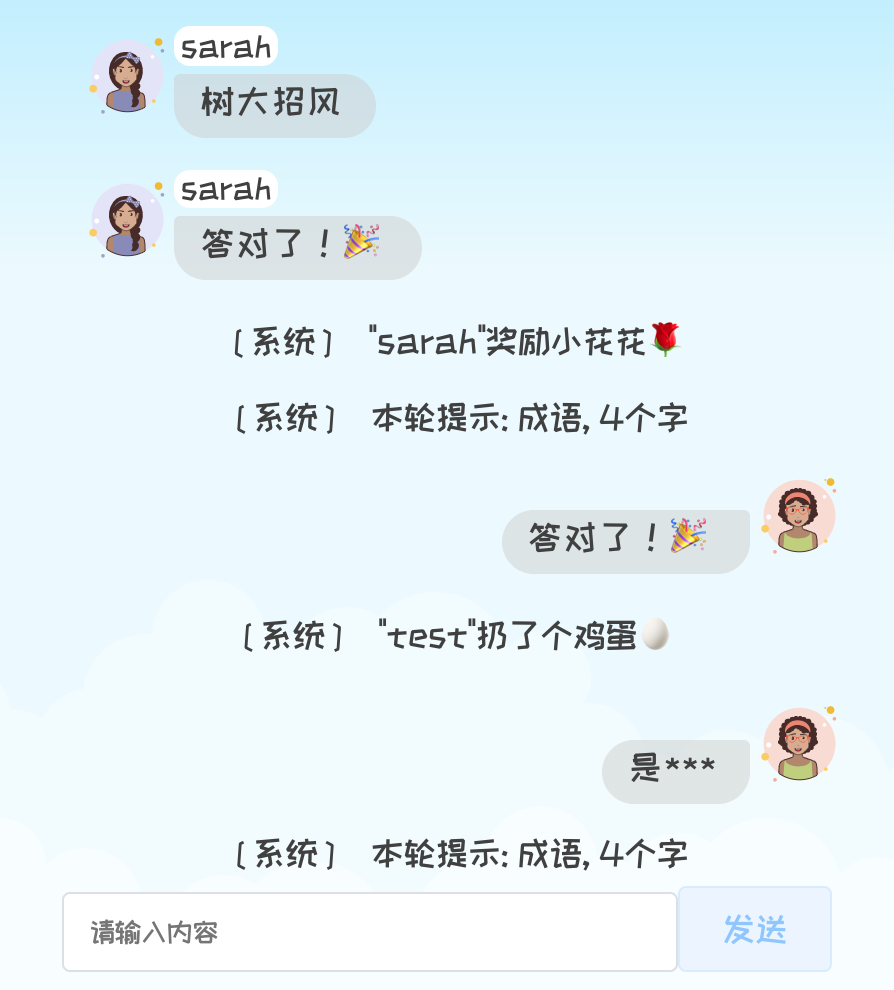 sarah
树大招风
sarah
答对了！🎉
〔系统〕 "sarah"奖励小花花🌹
〔系统〕 本轮提示: 成语, 4个字
答对了！🎉
〔系统〕 "test"扔了个鸡蛋🥚
是***
〔系统〕 本轮提示: 成语, 4个字
请输入内容
发送